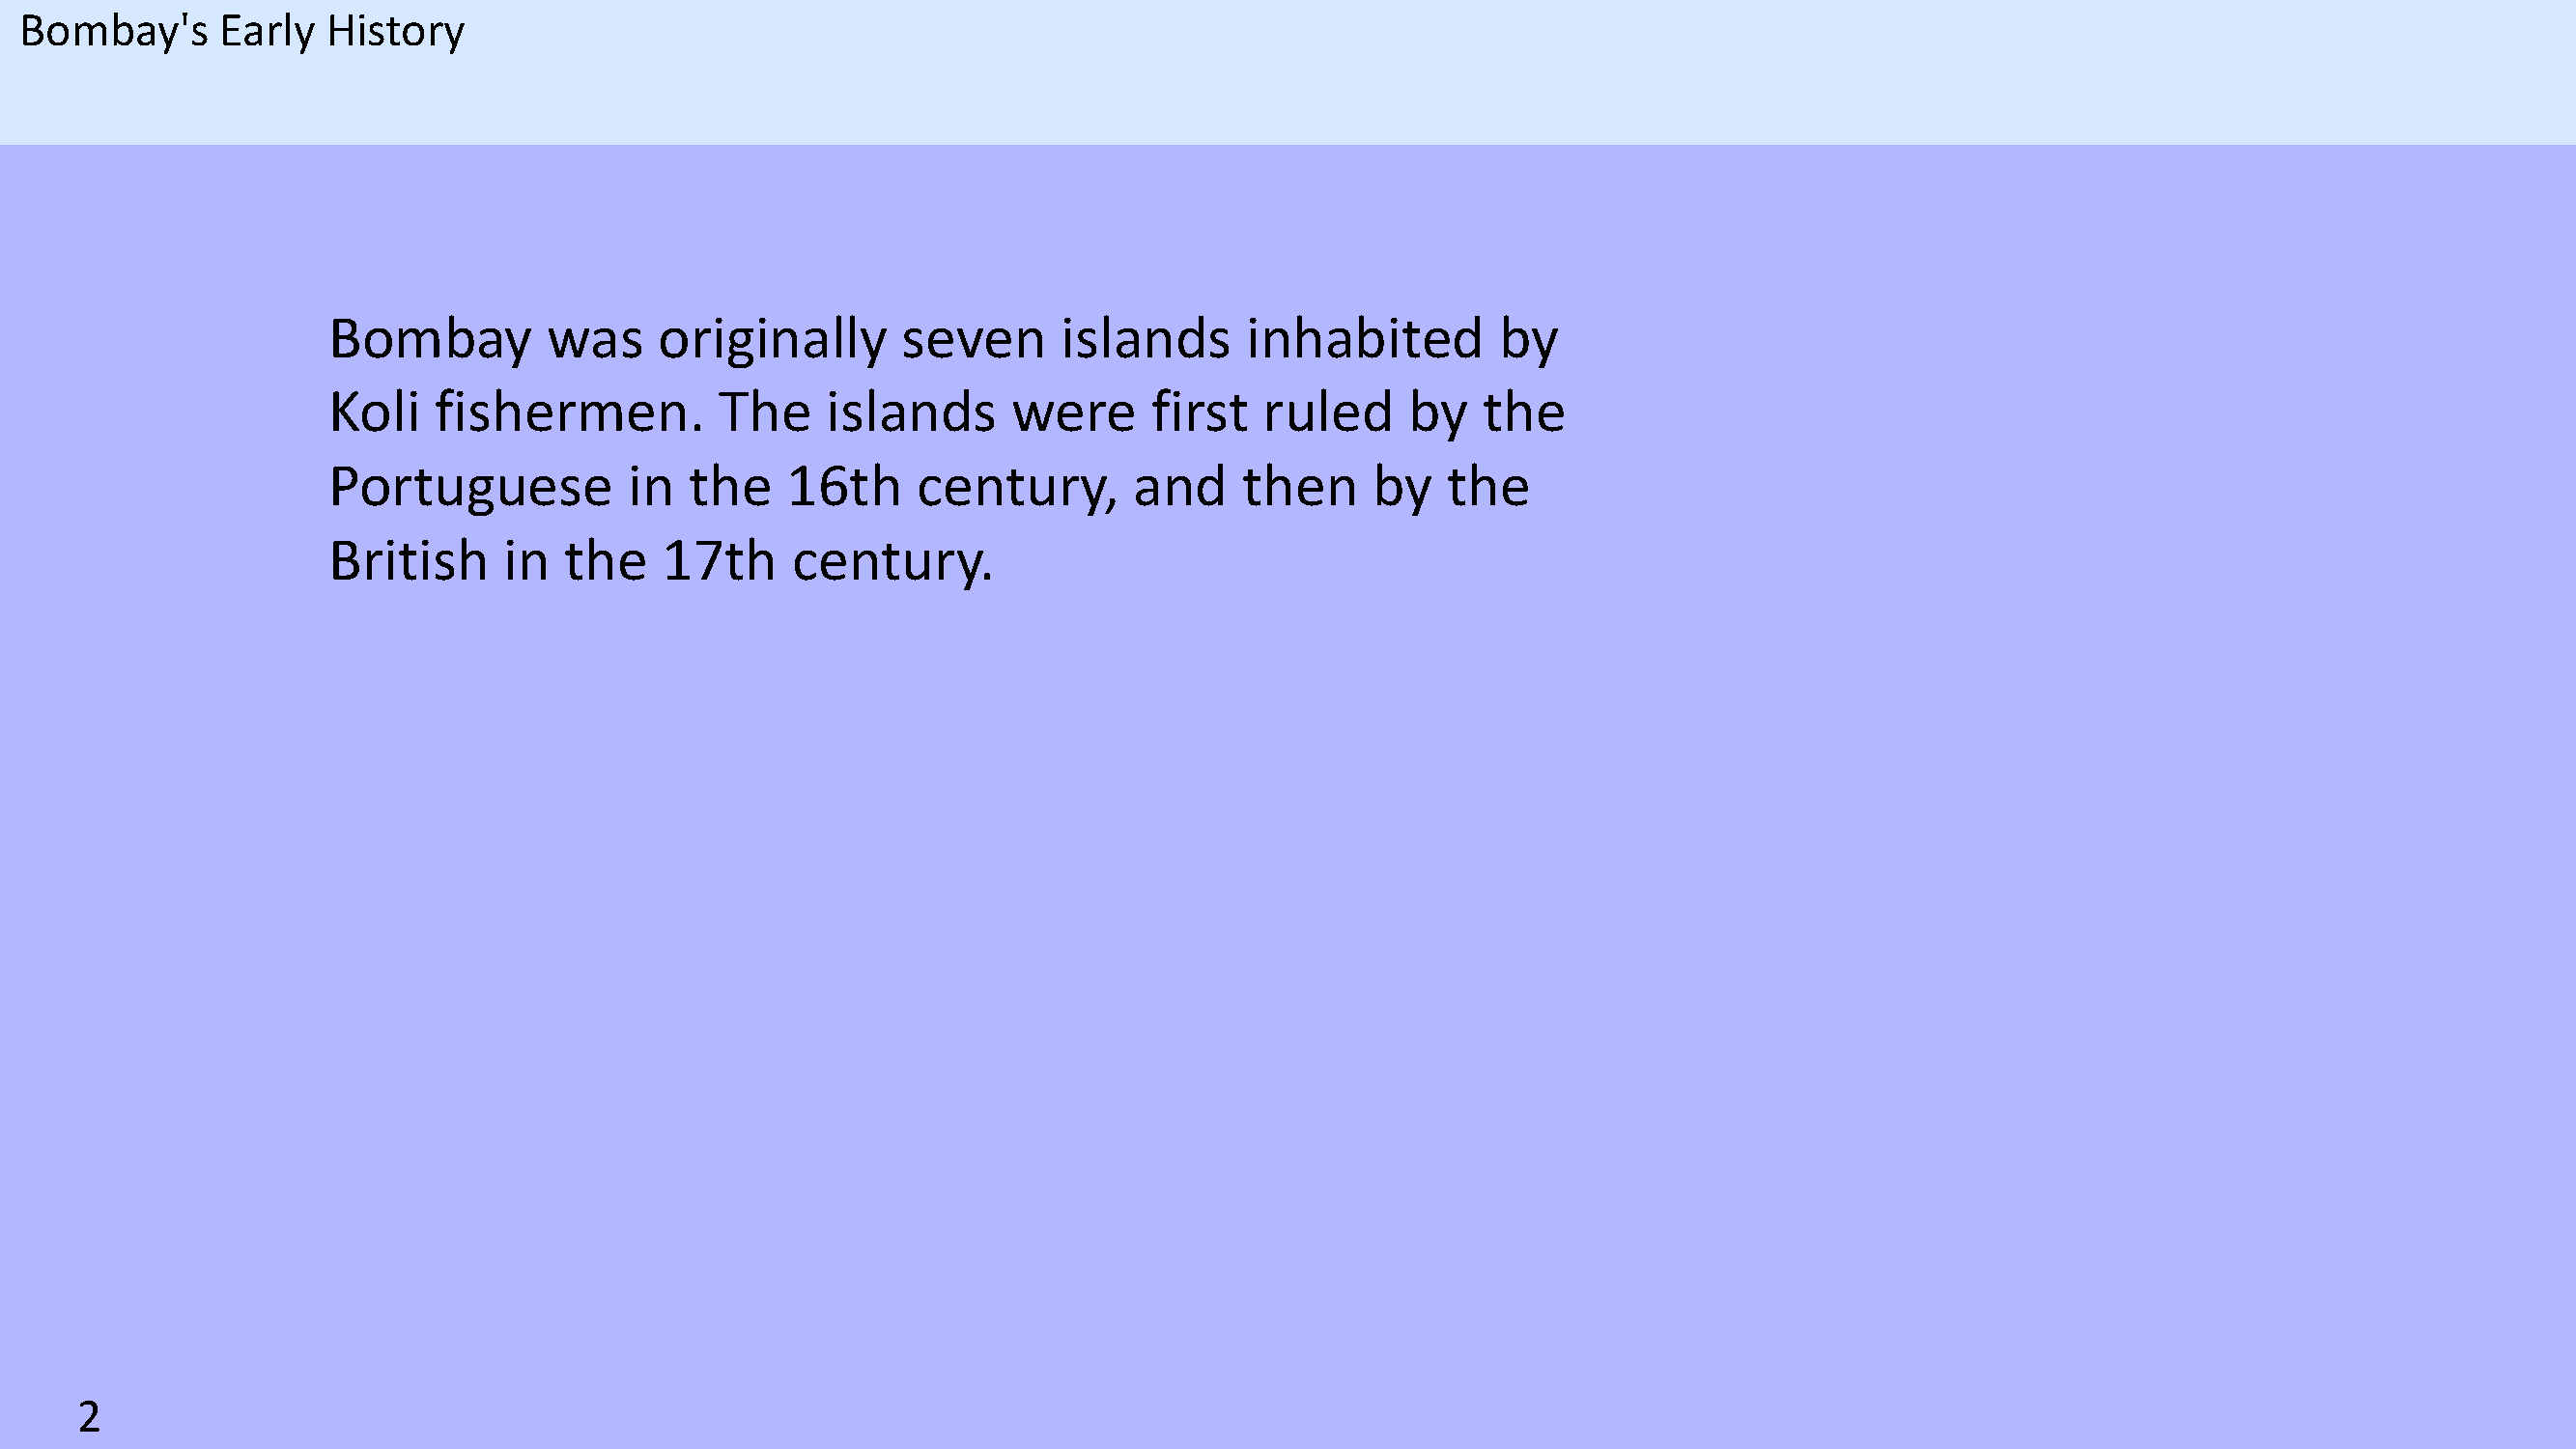 Bombay's Early History
Bombay was originally seven islands inhabited by
Koli fishermen. The islands were first ruled by the
Portuguese in the 16th century, and then by the
British in the 17th century.
2